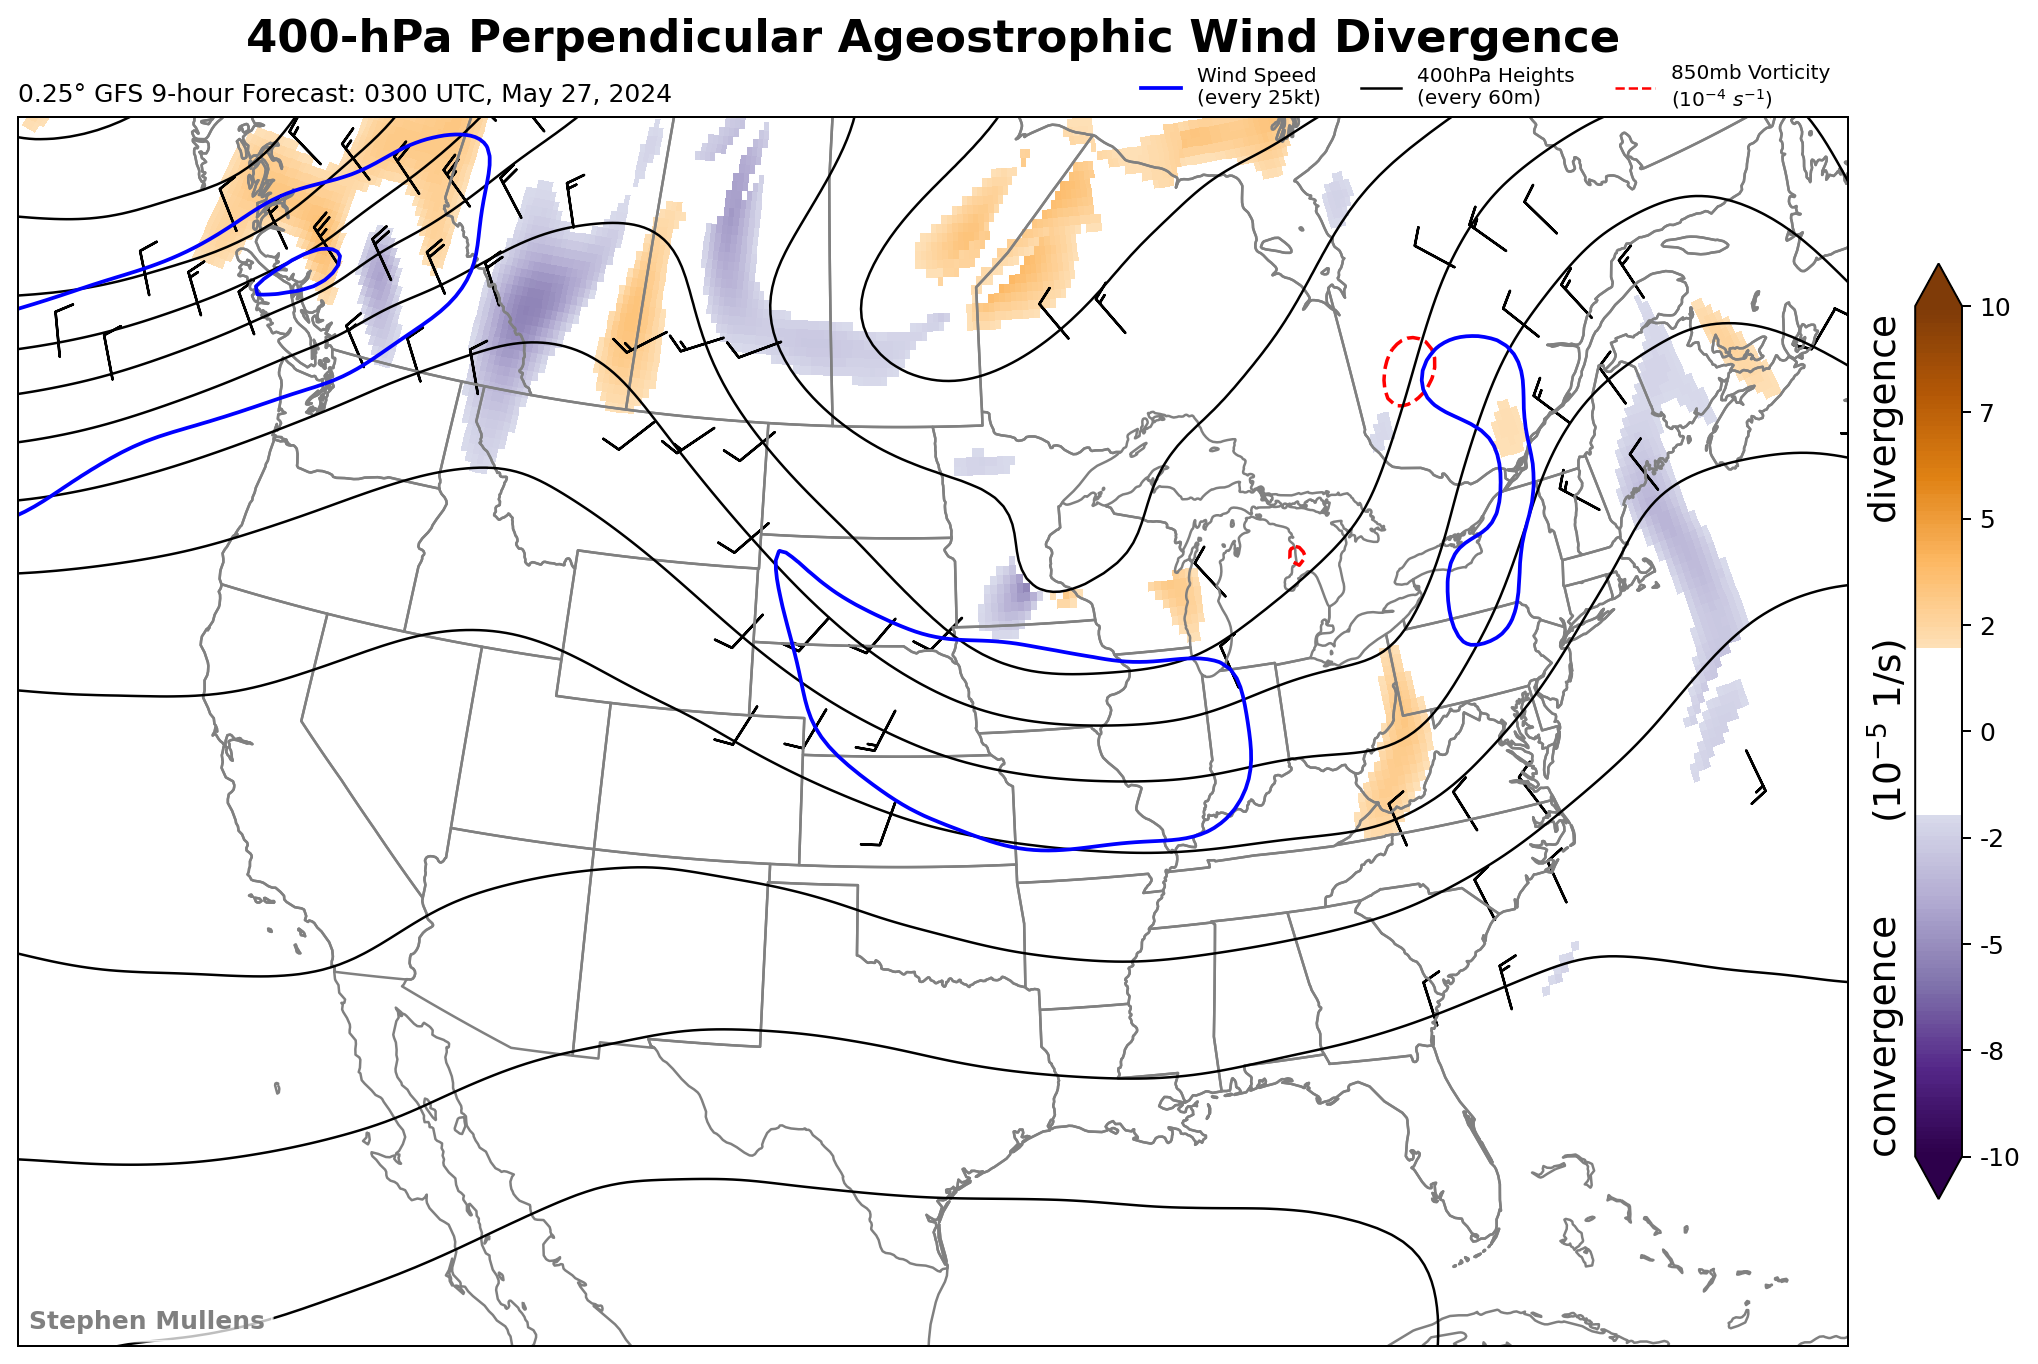 400-hPa Perpendicular Ageostrophic Wind Divergence
0.25° GFS 9-hour Forecast: 0300 UTC, May 27, 2024
Wind Speed
(every 25kt)
400hPa Heights
(every 60m)
850mb Vorticity
(10⁻⁴ s⁻¹)
10
7
5
2
0
-2
-5
-8
-10
convergence (10⁻⁵ 1/s) divergence
Stephen Mullens